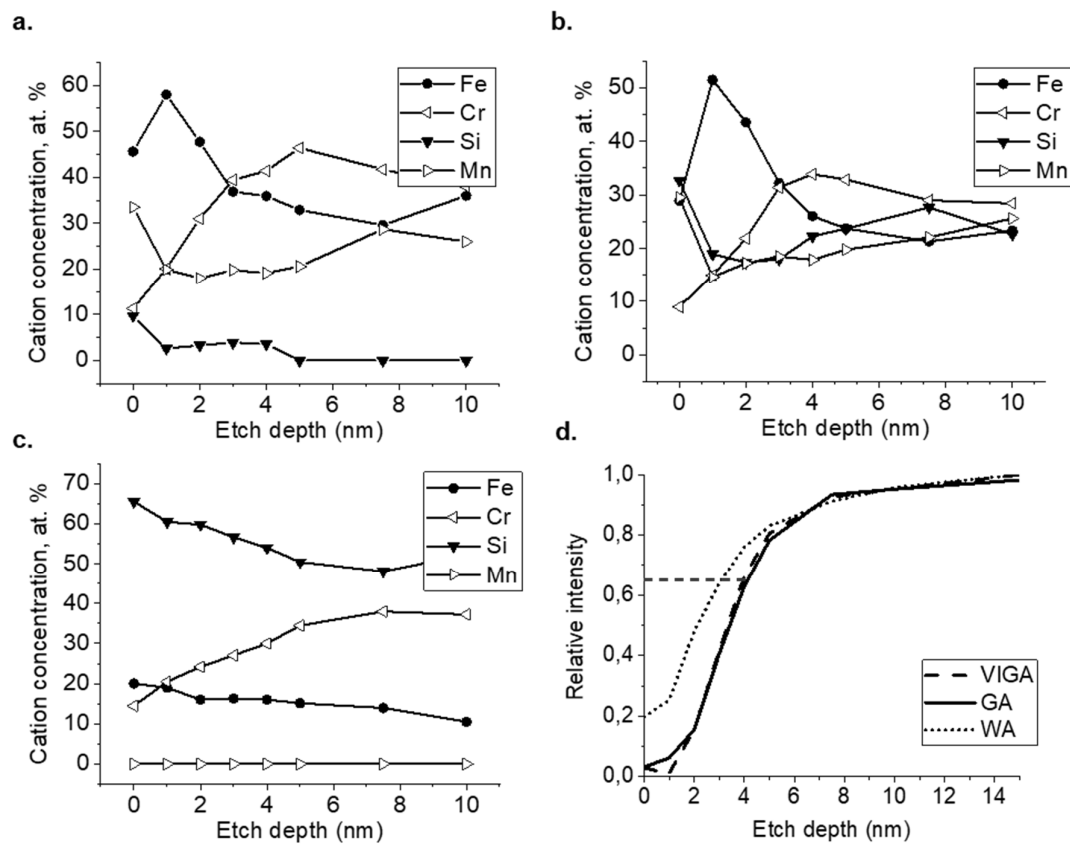 a.
Cation concentration, at. %
60
50
40
30
20
10
0
0 2 4 6 8 10
Etch depth (nm)
Fe
Cr
Si
Mn
b.
Cation concentration, at. %
50
40
30
20
10
0
0 2 4 6 8 10
Etch depth (nm)
Fe
Cr
Si
Mn
c.
Cation concentration, at. %
70
60
50
40
30
20
10
0
0 2 4 6 8 10
Etch depth (nm)
Fe
Cr
Si
Mn
d.
Relative intensity
1,0
0,8
0,6
0,4
0,2
0,0
0 2 4 6 8 10 12 14
Etch depth (nm)
VIGA
GA
WA